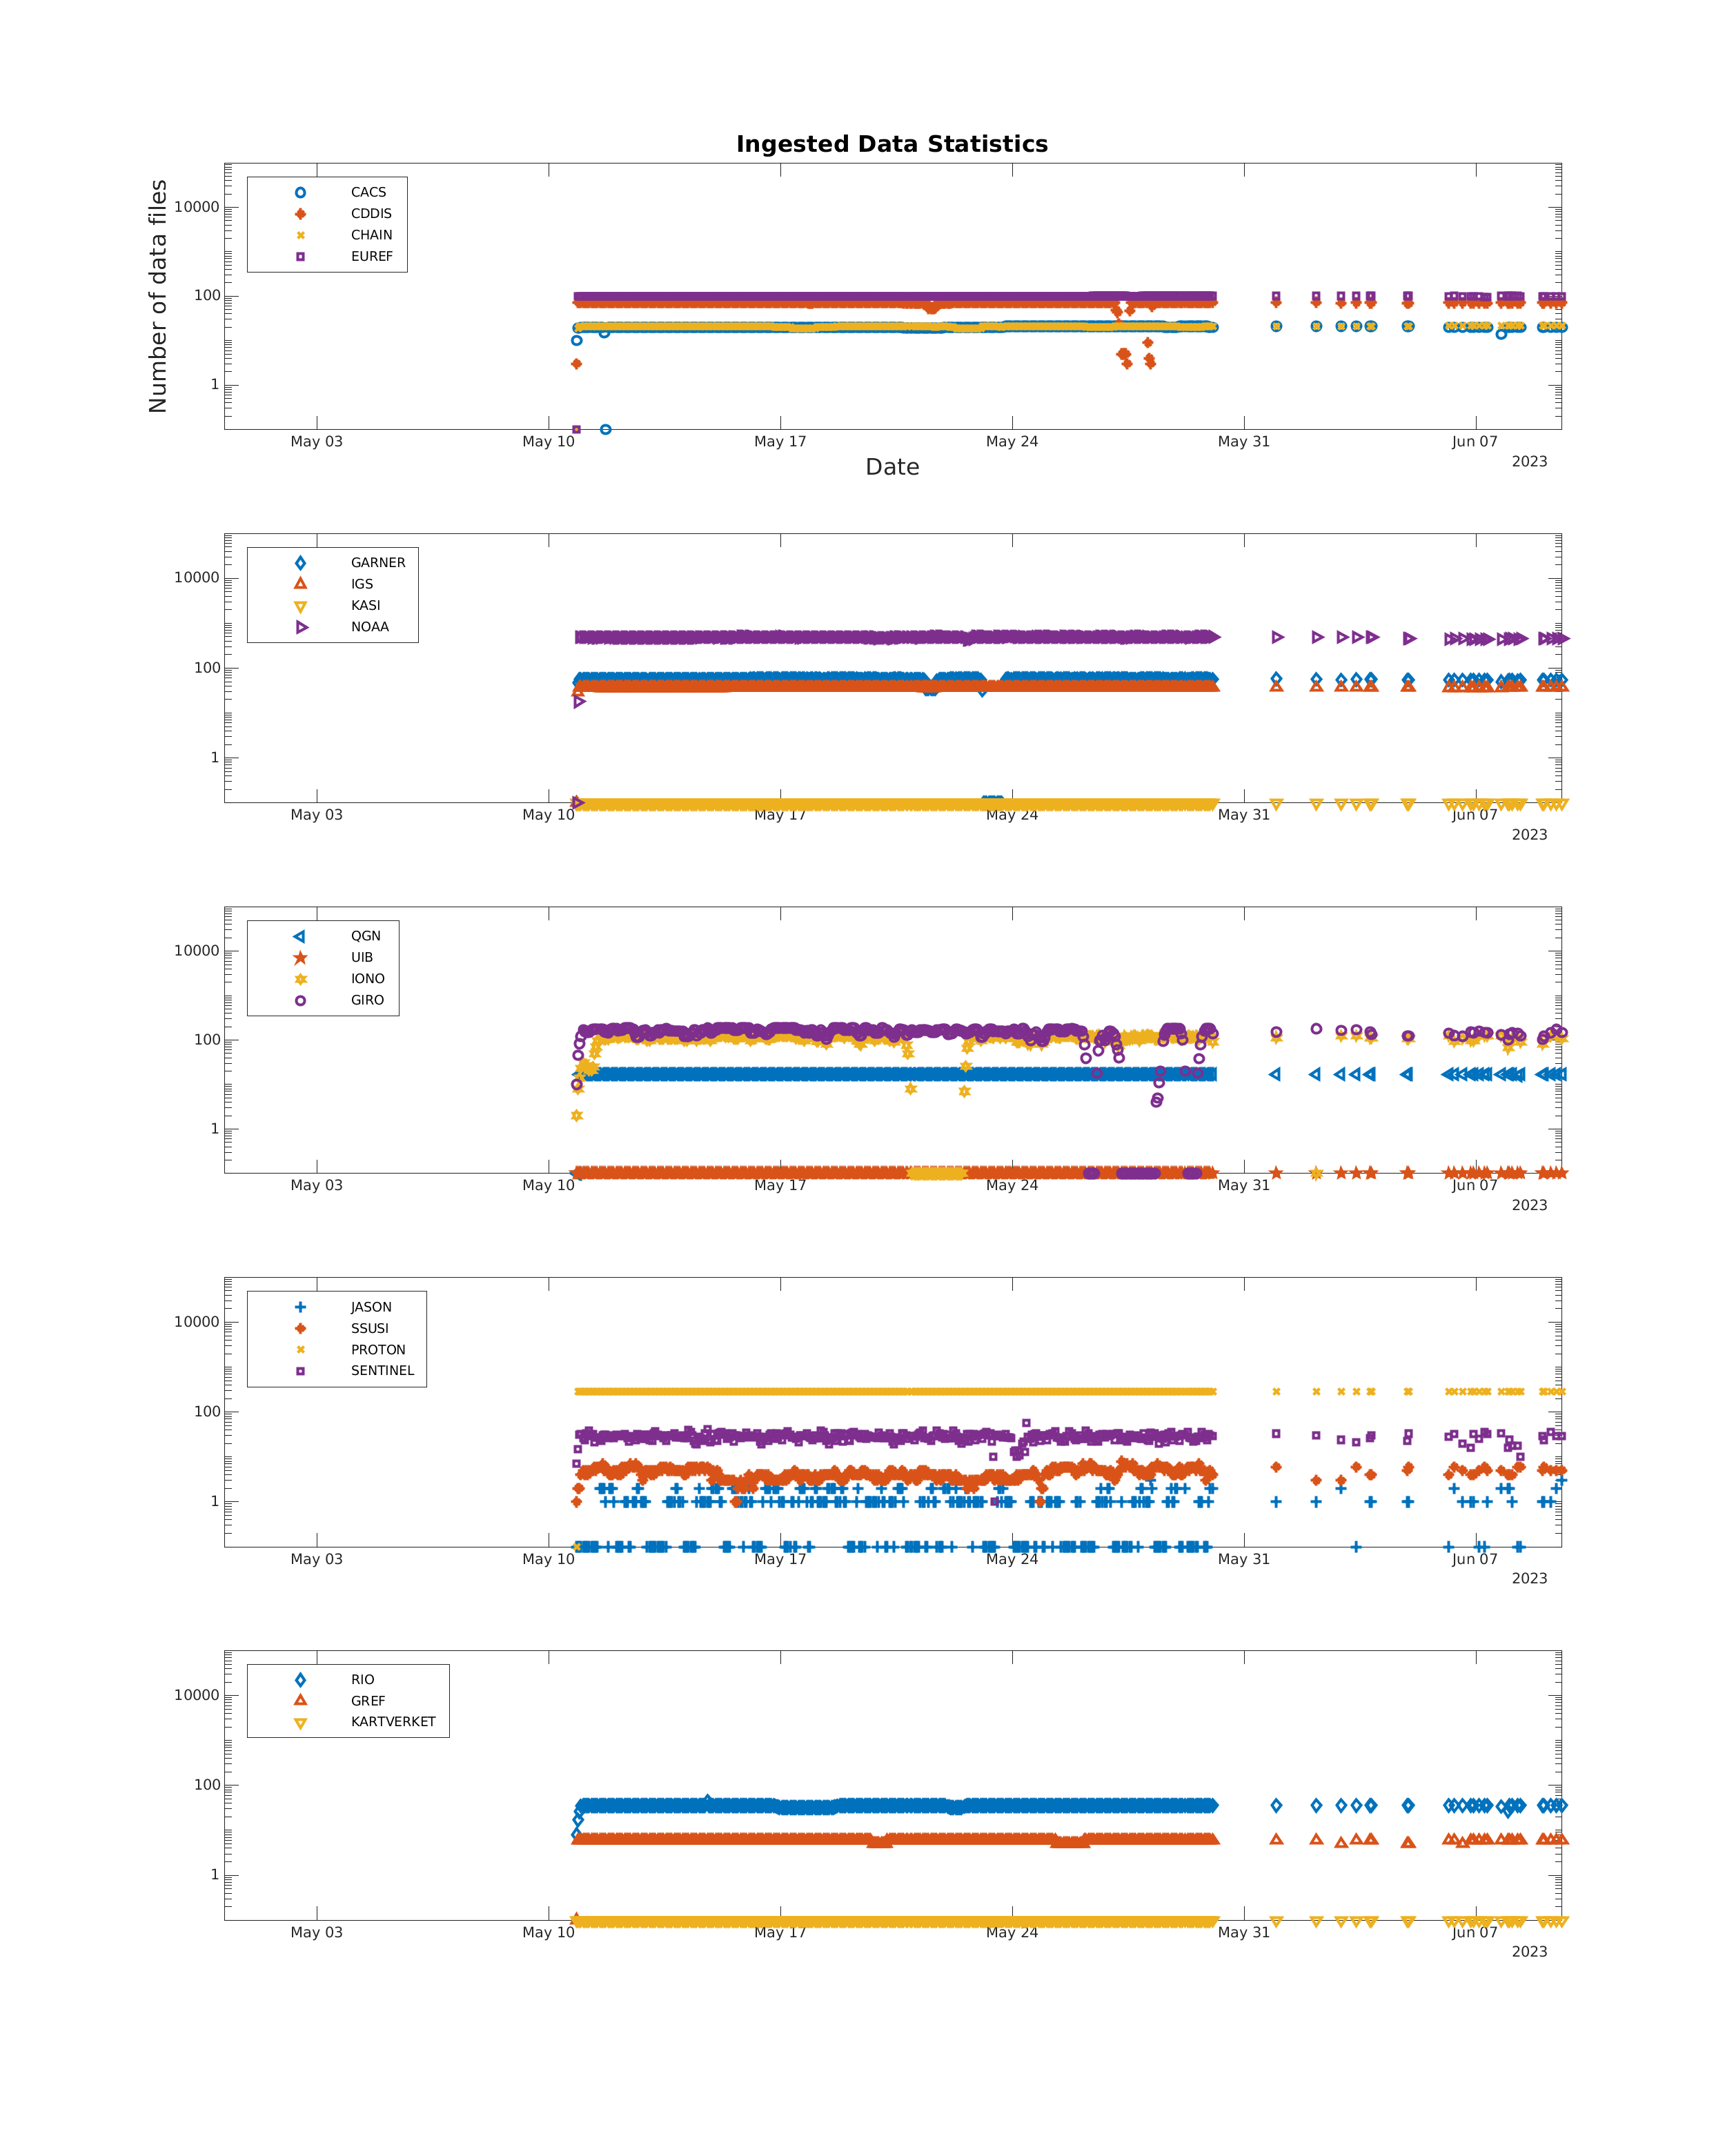 Ingested Data Statistics
Number of data files
CACS
CDDIS
CHAIN
EUREF
10000
100
1
May 03 May 10 May 17 May 24 May 31 Jun 07
2023
Date
GARNER
IGS
KASI
NOAA
10000
100
1
May 03 May 10 May 17 May 24 May 31 Jun 07
2023
QGN
UIB
IONO
GIRO
10000
100
1
May 03 May 10 May 17 May 24 May 31 Jun 07
2023
JASON
SSUSI
PROTON
SENTINEL
10000
100
1
May 03 May 10 May 17 May 24 May 31 Jun 07
2023
RIO
GREF
KARTVERKET
10000
100
1
May 03 May 10 May 17 May 24 May 31 Jun 07
2023